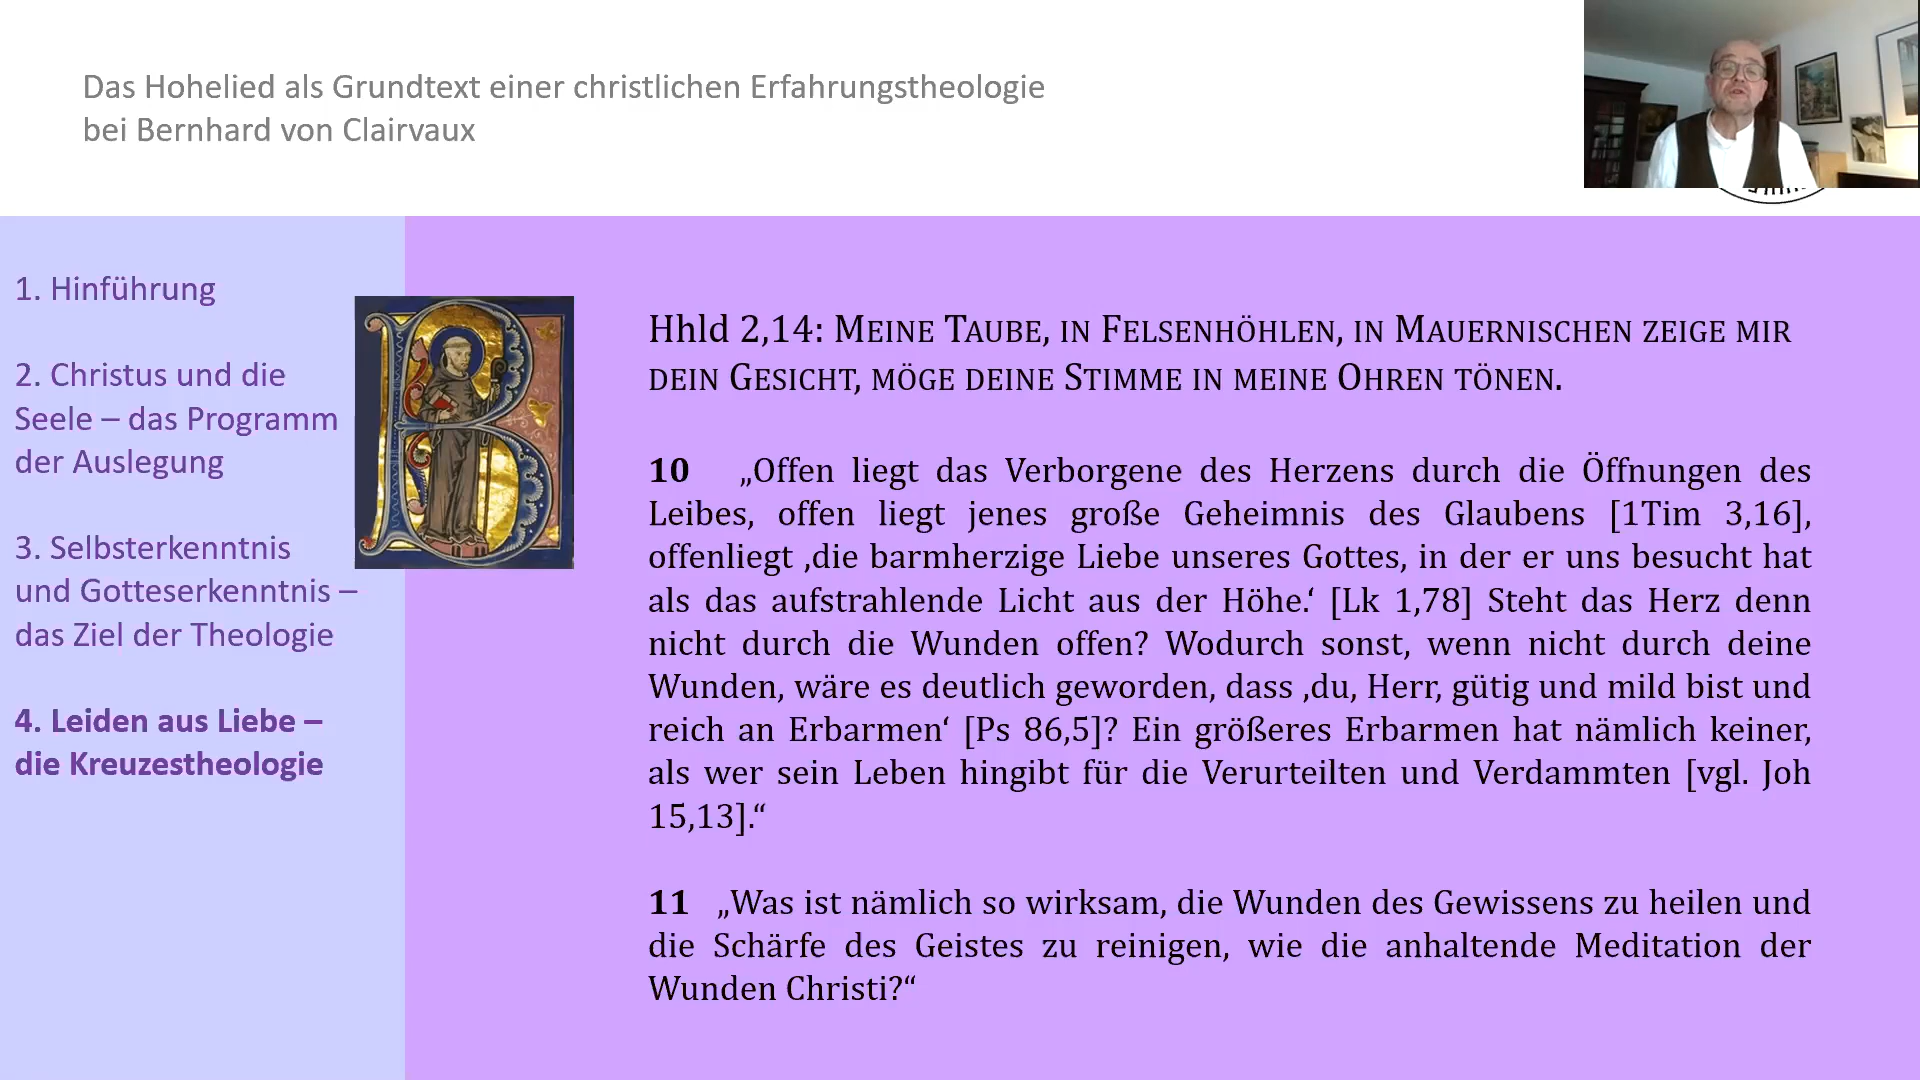 Das Hohelied als Grundtext einer christlichen Erfahrungstheologie
bei Bernhard von Clairvaux
1. Hinführung
2. Christus und die
Seele – das Programm
der Auslegung
3. Selbsterkenntnis
und Gotteserkenntnis –
das Ziel der Theologie
4. Leiden aus Liebe –
die Kreuzestheologie
Hhld 2,14: MEINE TAUBE, IN FELSENHÖHLEN, IN MAUERNISCHEN ZEIGE MIR
DEIN GESICHT, MÖGE DEINE STIMME IN MEINE OHREN TÖNEN.
10 „Offen liegt das Verborgene des Herzens durch die Öffnungen des
Leibes, offen liegt jenes große Geheimnis des Glaubens [1Tim 3,16],
offenliegt ‚die barmherzige Liebe unseres Gottes, in der er uns besucht hat
als das aufstrahlende Licht aus der Höhe.‘ [Lk 1,78] Steht das Herz denn
nicht durch die Wunden offen? Wodurch sonst, wenn nicht durch deine
Wunden, wäre es deutlich geworden, dass ‚du, Herr, gütig und mild bist und
reich an Erbarmen‘ [Ps 86,5]? Ein größeres Erbarmen hat nämlich keiner,
als wer sein Leben hingibt für die Verurteilten und Verdammten [vgl. Joh
15,13].“
11 „Was ist nämlich so wirksam, die Wunden des Gewissens zu heilen und
die Schärfe des Geistes zu reinigen, wie die anhaltende Meditation der
Wunden Christi?“